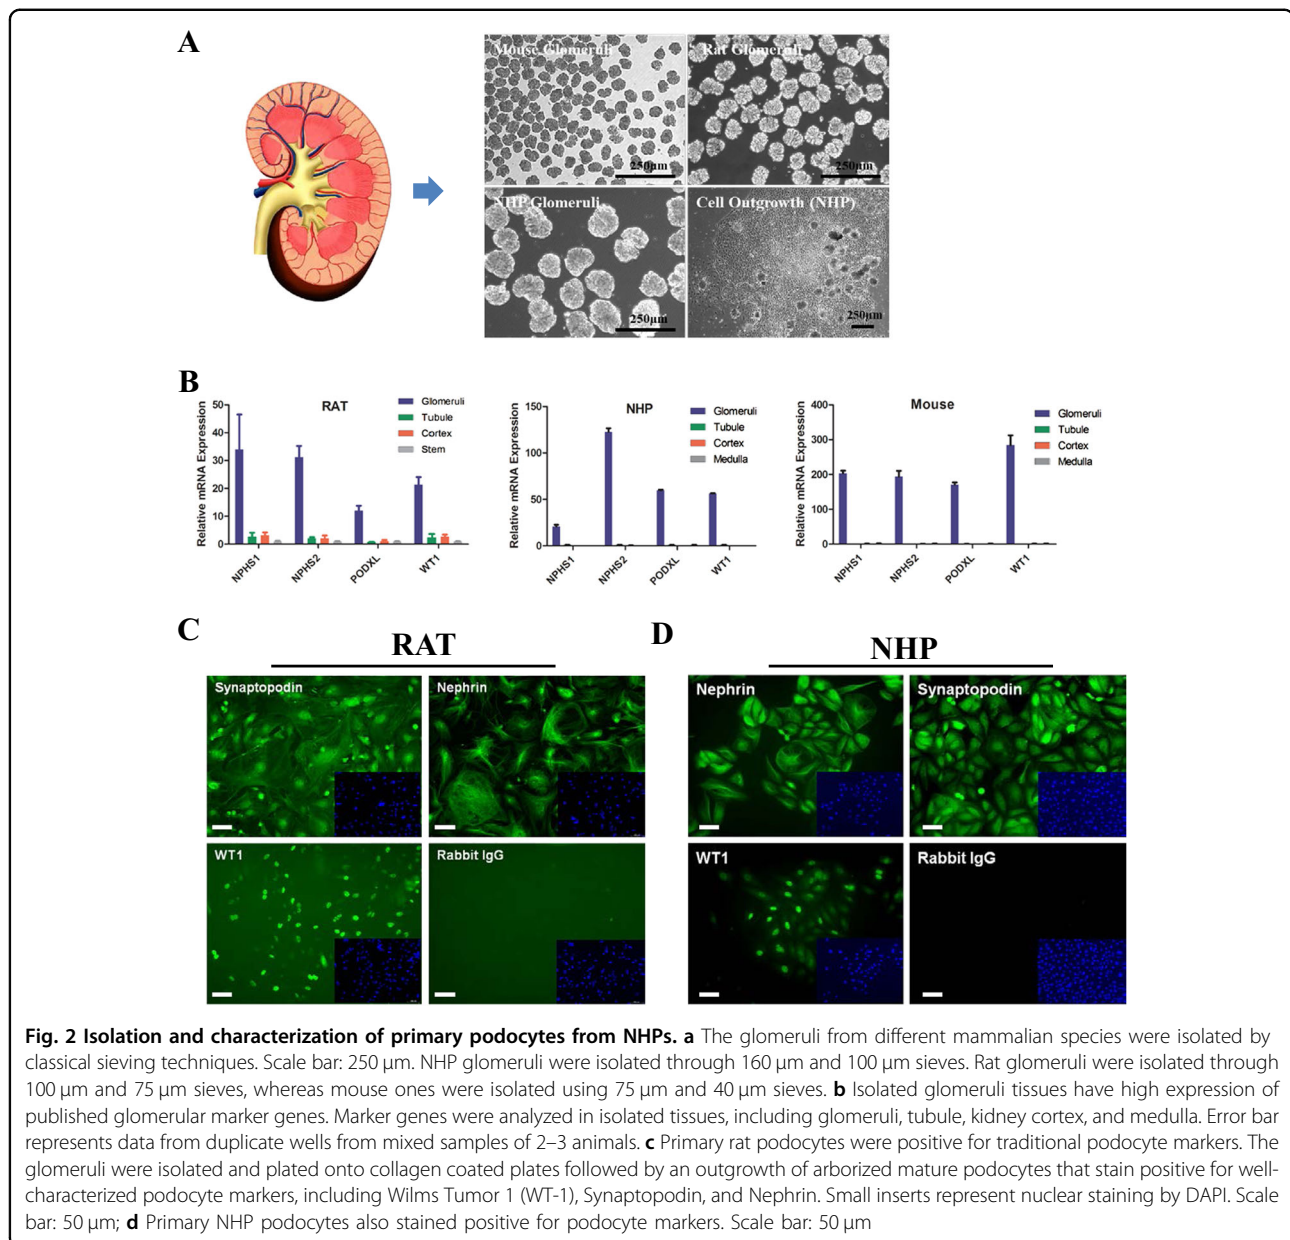 A
Mouse Glomeruli
Rat Glomeruli
250μm
250μm
NHP Glomeruli
Cell Outgrowth (NHP)
250μm
250μm
B
RAT
Relative mRNA Expression
50
40
30
20
10
0
NPHS1
NPHS2
PODXL
WT1
Glomeruli
Tubule
Cortex
Stem
NHP
Relative mRNA Expression
150
100
50
0
NPHS1
NPHS2
PODXL
WT1
Glomeruli
Tubule
Cortex
Medulla
Mouse
Relative mRNA Expression
400
300
200
100
0
NPHS1
NPHS2
PODXL
WT1
Glomeruli
Tubule
Cortex
Medulla
C
RAT
Synaptopodin
Nephrin
WT1
Rabbit IgG
D
NHP
Nephrin
Synaptopodin
WT1
Rabbit IgG
Fig. 2 Isolation and characterization of primary podocytes from NHPs. a The glomeruli from different mammalian species were isolated by
classical sieving techniques. Scale bar: 250 μm. NHP glomeruli were isolated through 160 μm and 100 μm sieves. Rat glomeruli were isolated through
100 μm and 75 μm sieves, whereas mouse ones were isolated using 75 μm and 40 μm sieves. b Isolated glomeruli tissues have high expression of
published glomerular marker genes. Marker genes were analyzed in isolated tissues, including glomeruli, tubule, kidney cortex, and medulla. Error bar
represents data from duplicate wells from mixed samples of 2–3 animals. c Primary rat podocytes were positive for traditional podocyte markers. The
glomeruli were isolated and plated onto collagen coated plates followed by an outgrowth of arborized mature podocytes that stain positive for well-
characterized podocyte markers, including Wilms Tumor 1 (WT-1), Synaptopodin, and Nephrin. Small inserts represent nuclear staining by DAPI. Scale
bar: 50 μm; d Primary NHP podocytes also stained positive for podocyte markers. Scale bar: 50 μm